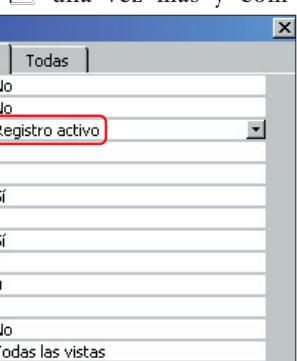 una vez más y com
Todas
No
No
Registro activo
Sí
Sí
No
Todas las vistas